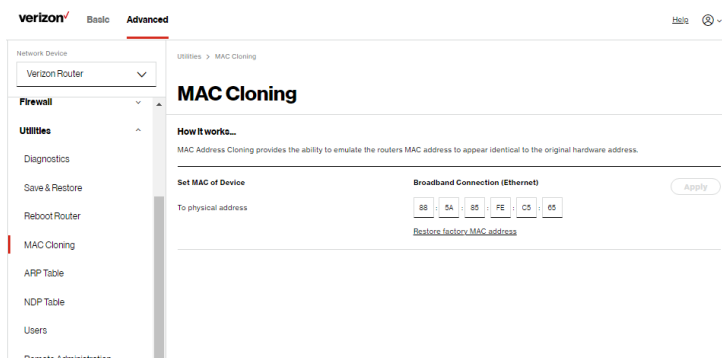 verizon✓ Basic Advanced Help
Network Device
Verizon Router
Firewall
Utilities
Diagnostics
Save & Restore
Reboot Router
MAC Cloning
ARP Table
NDP Table
Users
Remote Administration
Utilities > MAC Cloning
MAC Cloning
How it works...
MAC Address Cloning provides the ability to emulate the routers MAC address to appear identical to the original hardware address.
Set MAC of Device Broadband Connection (Ethernet) Apply
To physical address 88 : 5A : 85 : FE : C5 : 65
Restore factory MAC address